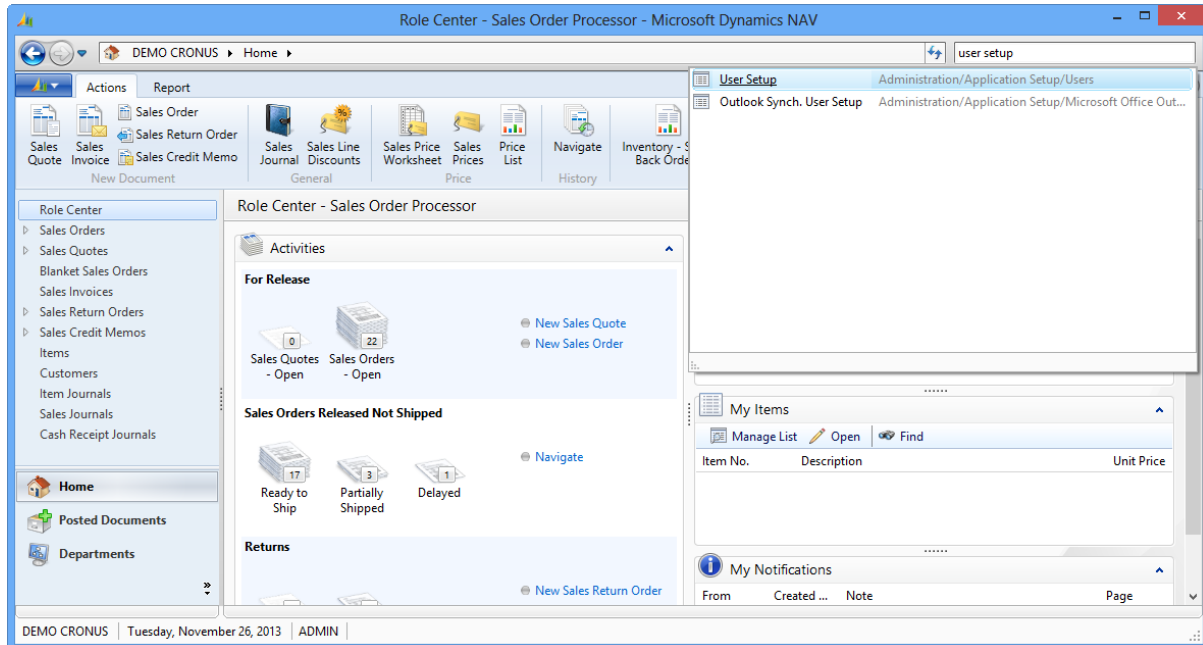 Role Center - Sales Order Processor - Microsoft Dynamics NAV
DEMO CRONUS Home
user setup
User Setup Administration/Application Setup/Users
Outlook Synch. User Setup Administration/Application Setup/Microsoft Office Out...
Actions Report
Sales Quote
Sales Invoice
Sales Order
Sales Return Order
Sales Credit Memo
New Document
Sales Journal
Sales Line Discounts
General
Sales Price Worksheet
Sales Prices
Price List
Price
Navigate
History
Inventory - S
Back Orde
Role Center
Sales Orders
Sales Quotes
Blanket Sales Orders
Sales Invoices
Sales Return Orders
Sales Credit Memos
Items
Customers
Item Journals
Sales Journals
Cash Receipt Journals
Home
Posted Documents
Departments
Role Center - Sales Order Processor
Activities
For Release
0
22
Sales Quotes - Open
Sales Orders - Open
New Sales Quote
New Sales Order
Sales Orders Released Not Shipped
17
3
1
Ready to Ship
Partially Shipped
Delayed
Navigate
Returns
New Sales Return Order
My Items
Manage List Open Find
Item No. Description Unit Price
My Notifications
From Created ... Note Page
DEMO CRONUS Tuesday, November 26, 2013 ADMIN